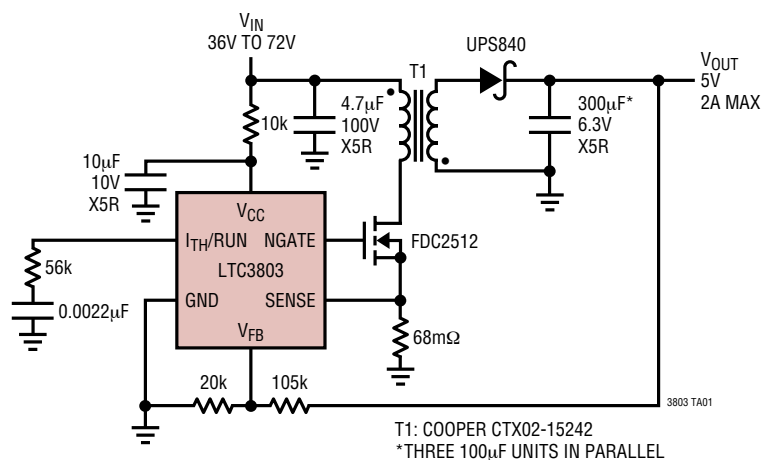 V_IN
36V TO 72V
UPS840
T1
V_OUT
5V
2A MAX
10k
4.7µF
100V
X5R
300µF*
6.3V
X5R
10µF
10V
X5R
V_CC
I_TH/RUN NGATE
FDC2512
LTC3803
56k
GND SENSE
0.0022µF
V_FB
68mΩ
20k
105k
3803 TA01
T1: COOPER CTX02-15242
*THREE 100µF UNITS IN PARALLEL